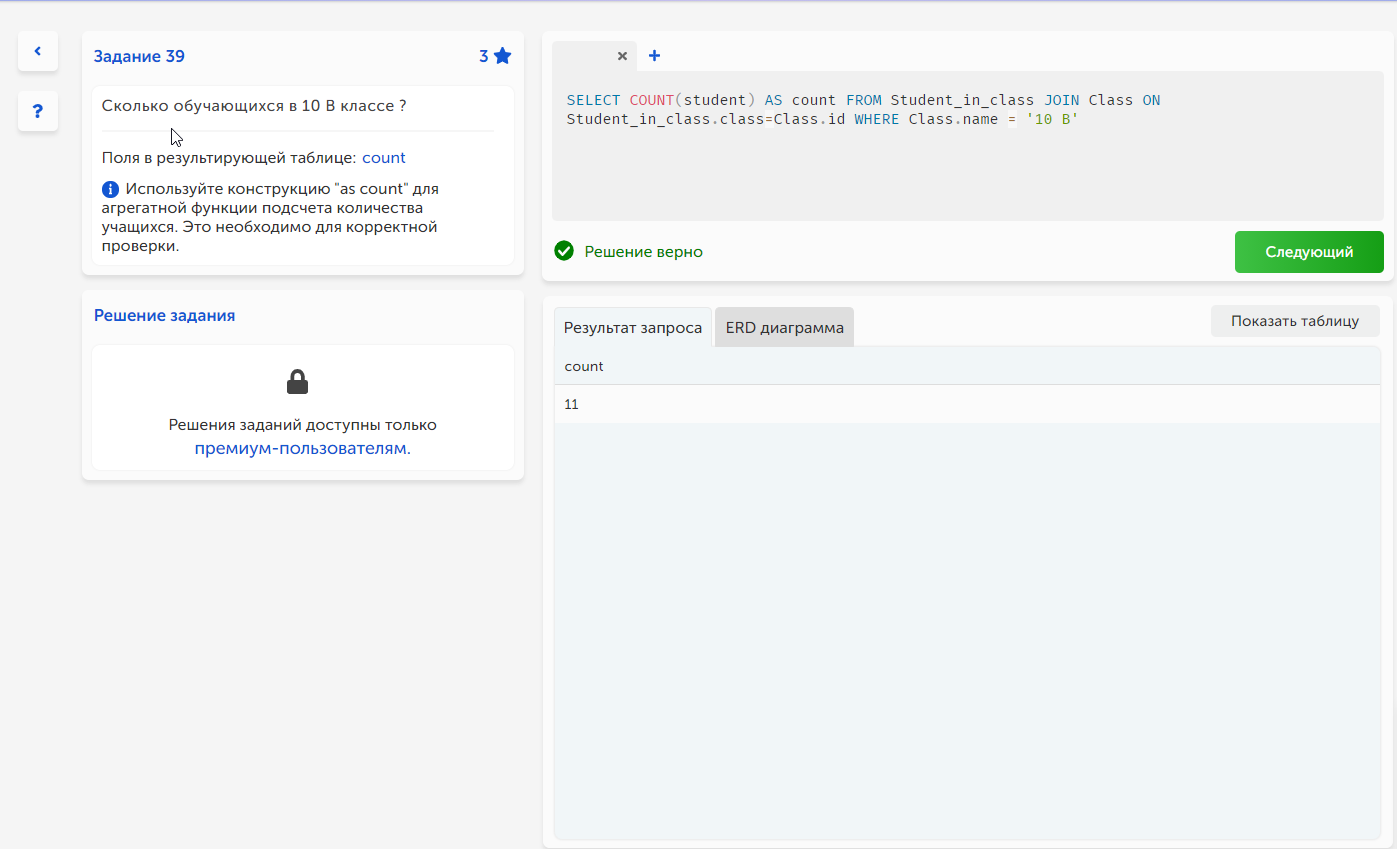 Задание 39
3
Сколько обучающихся в 10 B классе ?
Поля в результирующей таблице: count
Используйте конструкцию "as count" для
агрегатной функции подсчета количества
учащихся. Это необходимо для корректной
проверки.
Решение задания
Решения заданий доступны только
премиум-пользователям.
SELECT COUNT(student) AS count FROM Student_in_class JOIN Class ON
Student_in_class.class=Class.id WHERE Class.name = '10 B'
Решение верно
Следующий
Результат запроса
ERD диаграмма
Показать таблицу
count
11